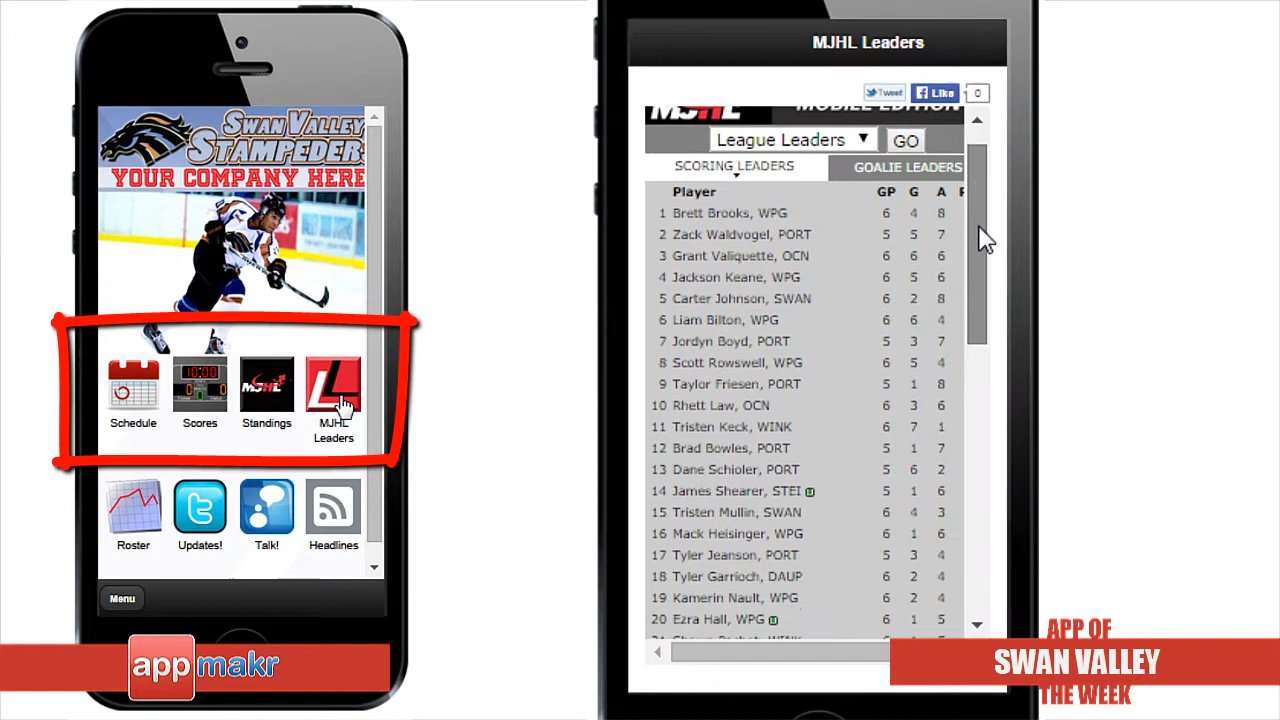 SWAN VALLEY
STAMPEDERS
YOUR COMPANY HERE
10:00
MJHL
Schedule
Scores
Standings
MJHL
Leaders
Roster
Updates!
Talk!
Headlines
Menu
appmakr
MJHL Leaders
Tweet
Like
0
MJHL
MOBILE EDITION
League Leaders
GO
SCORING LEADERS
GOALIE LEADERS
Player GP G A
1 Brett Brooks, WPG 6 4 8
2 Zack Waldvogel, PORT 5 5 7
3 Grant Valiquette, OCN 6 6 6
4 Jackson Keane, WPG 6 5 6
5 Carter Johnson, SWAN 6 2 8
6 Liam Bilton, WPG 6 6 4
7 Jordyn Boyd, PORT 5 3 7
8 Scott Rowswell, WPG 6 5 4
9 Taylor Friesen, PORT 5 1 8
10 Rhett Law, OCN 6 3 6
11 Tristen Keck, WINK 6 7 1
12 Brad Bowles, PORT 5 1 7
13 Dane Schioler, PORT 5 6 2
14 James Shearer, STEI 5 1 6
15 Tristen Mullin, SWAN 6 4 3
16 Mack Heisinger, WPG 6 1 6
17 Tyler Jeanson, PORT 5 3 4
18 Tyler Garrioch, DAUP 6 2 4
19 Kamerin Nault, WPG 6 2 4
20 Ezra Hall, WPG 6 1 5
APP OF
SWAN VALLEY
THE WEEK